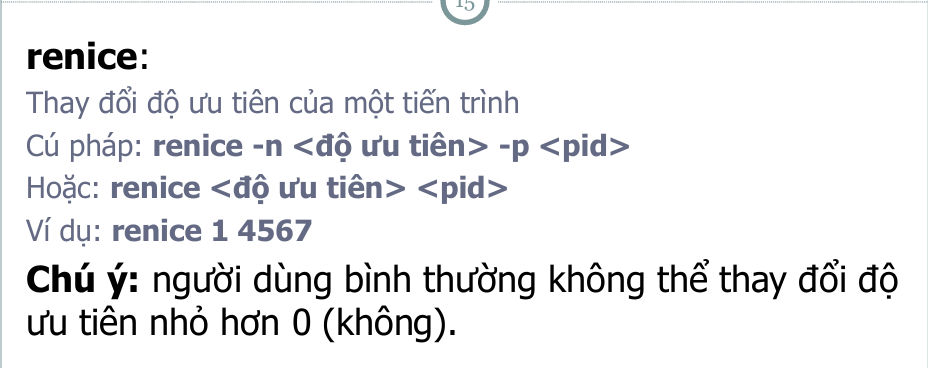 15
renice:
Thay đổi độ ưu tiên của một tiến trình
Cú pháp: renice -n <độ ưu tiên> -p <pid>
Hoặc: renice <độ ưu tiên> <pid>
Ví dụ: renice 1 4567
Chú ý: người dùng bình thường không thể thay đổi độ
ưu tiên nhỏ hơn 0 (không).